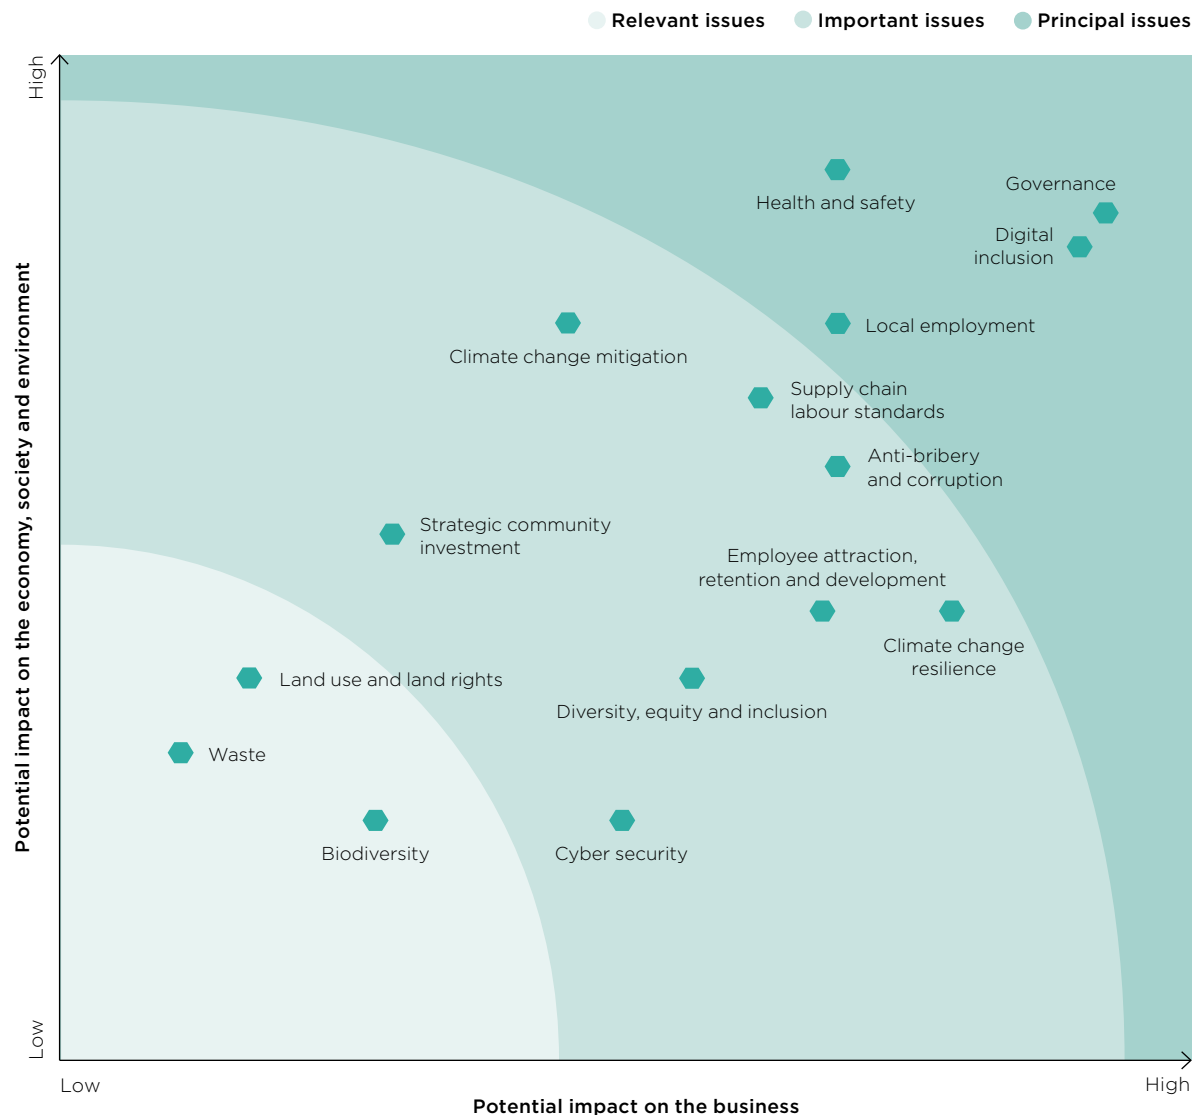 Relevant issues
Important issues
Principal issues
High
Potential impact on the economy, society and environment
Low
Governance
Health and safety
Digital
inclusion
Local employment
Climate change mitigation
Supply chain
labour standards
Anti-bribery
and corruption
Strategic community
investment
Employee attraction,
retention and development
Climate change
resilience
Land use and land rights
Diversity, equity and inclusion
Waste
Biodiversity
Cyber security
Low
High
Potential impact on the business